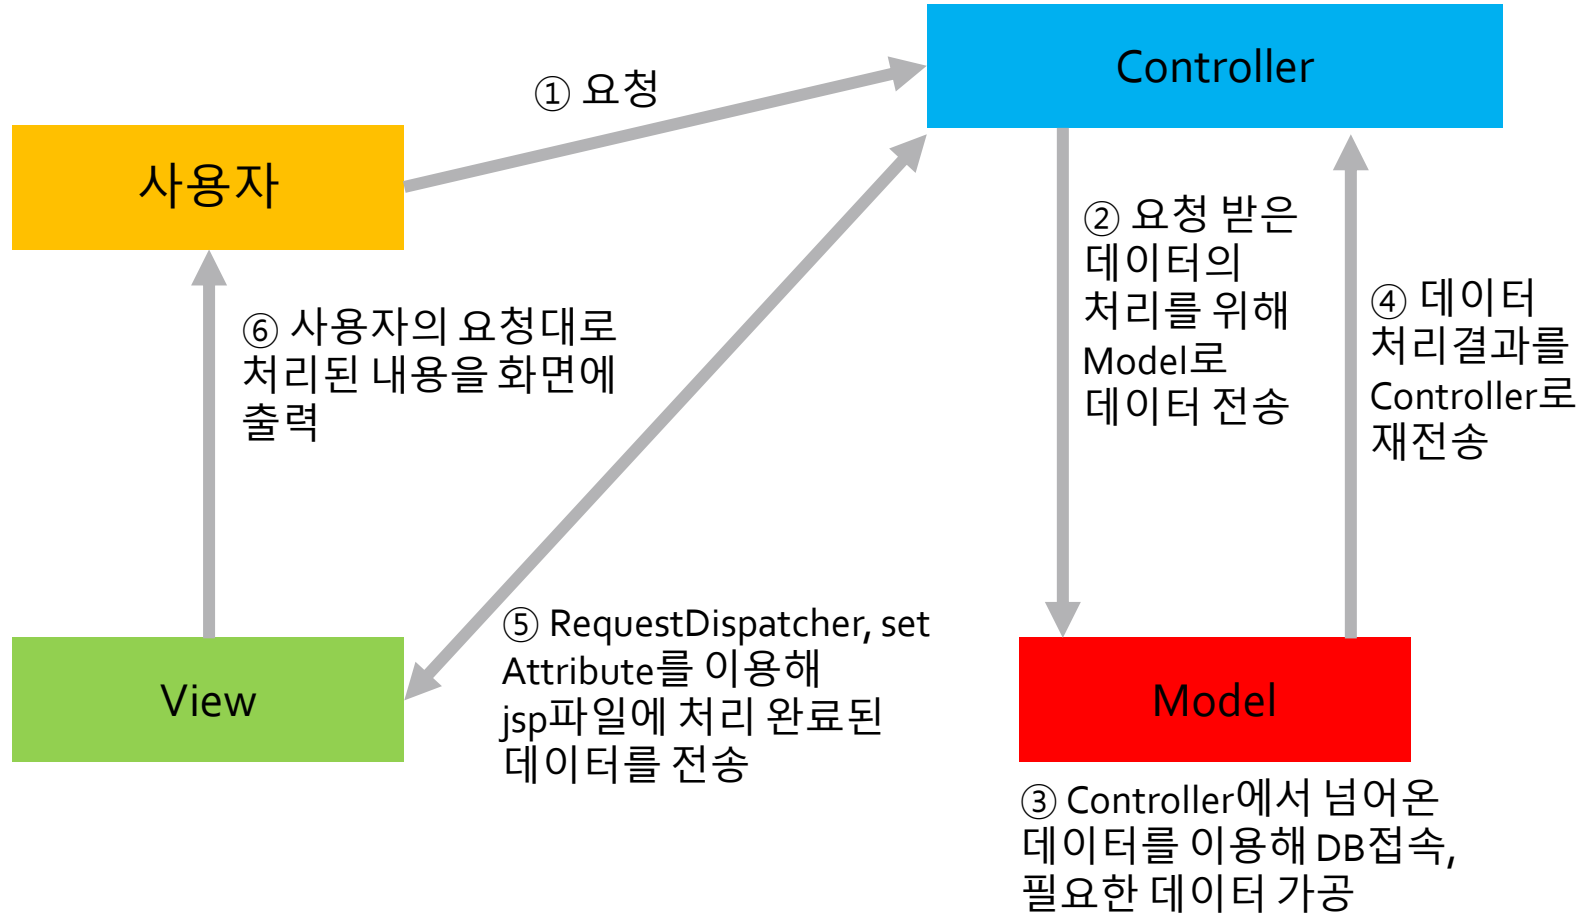 Controller
① 요청
사용자
② 요청 받은
데이터의
처리를 위해
Model로
데이터 전송
④ 데이터
처리결과를
Controller로
재전송
⑥ 사용자의 요청대로
처리된 내용을 화면에
출력
⑤ RequestDispatcher, set
Attribute를 이용해
jsp파일에 처리 완료된
데이터를 전송
View
Model
③ Controller에서 넘어온
데이터를 이용해 DB접속,
필요한 데이터 가공